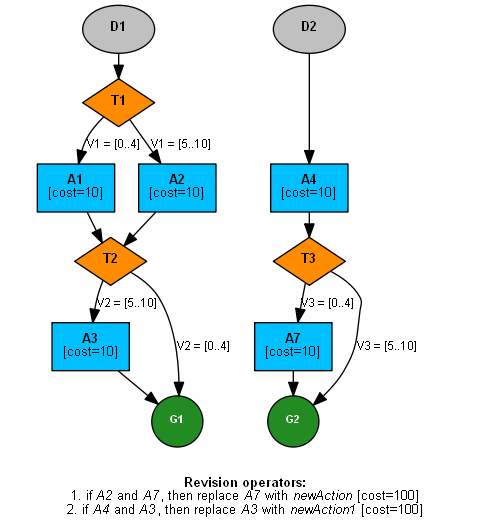 D1
D2
T1
V1 = [0..4]
V1 = [5..10]
A1
[cost=10]
A2
[cost=10]
A4
[cost=10]
T2
T3
V2 = [5..10]
V3 = [0..4]
A3
[cost=10]
V2 = [0..4]
A7
[cost=10]
V3 = [5..10]
G1
G2
Revision operators:
1. if A2 and A7, then replace A7 with newAction [cost=100]
2. if A4 and A3, then replace A3 with newAction1 [cost=100]